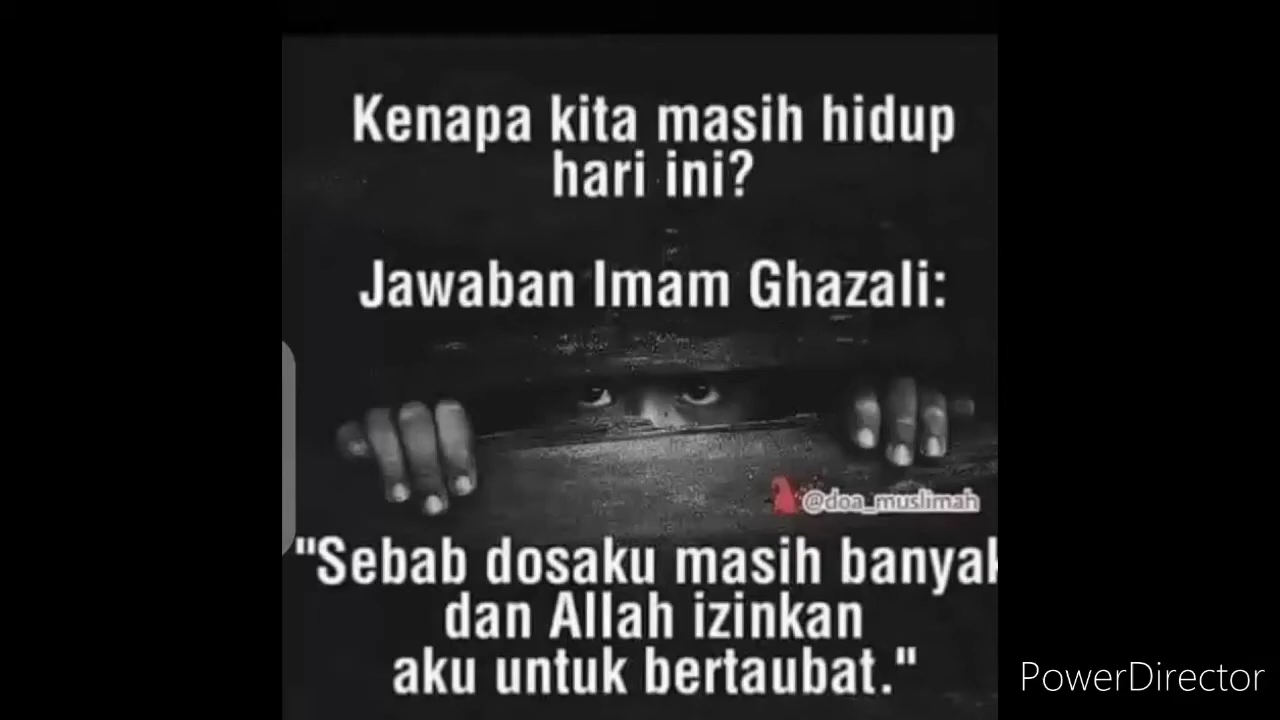 Kenapa kita masih hidup
hari ini?
Jawaban Imam Ghazali:
@doa_muslimah
"Sebab dosaku masih banyak
dan Allah izinkan
aku untuk bertaubat."
PowerDirector